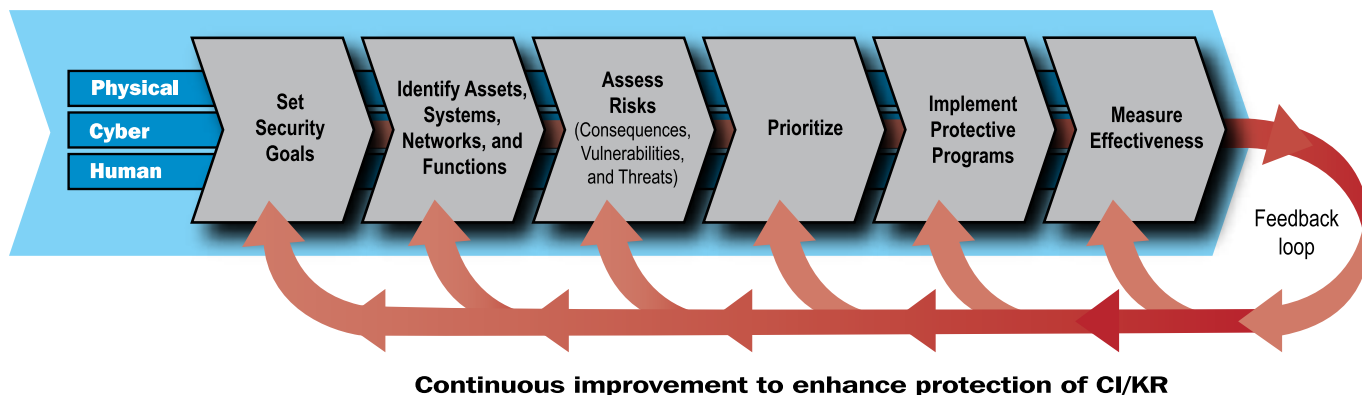 Physical
Cyber
Human
Set
Security
Goals
Identify Assets,
Systems,
Networks, and
Functions
Assess
Risks
(Consequences,
Vulnerabilities,
and Threats)
Prioritize
Implement
Protective
Programs
Measure
Effectiveness
Feedback
loop
Continuous improvement to enhance protection of CI/KR